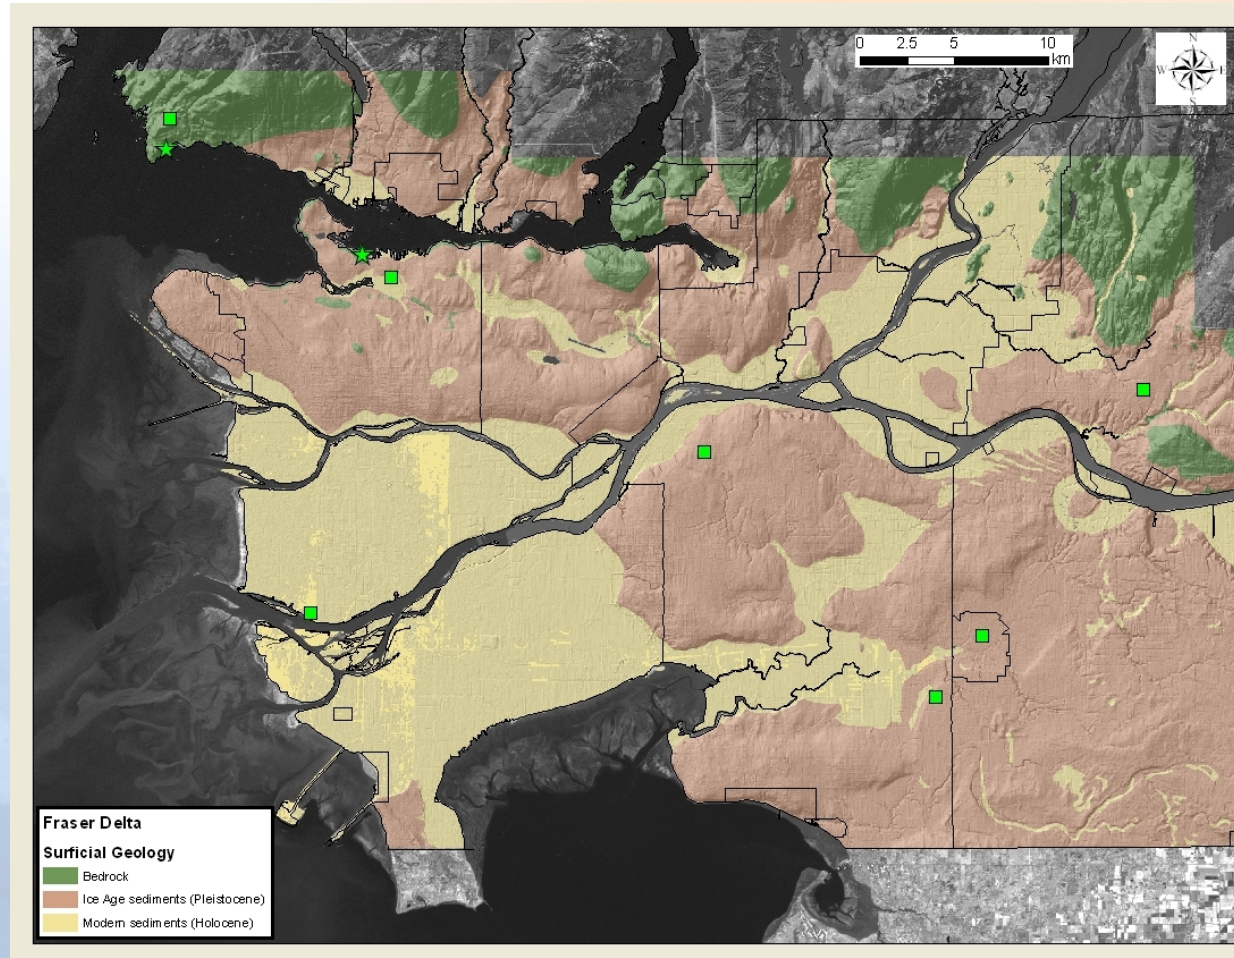 0 2.5 5 10
km
N
W E
S
Fraser Delta
Surficial Geology
Bedrock
Ice Age sediments (Pleistocene)
Modern sediments (Holocene)